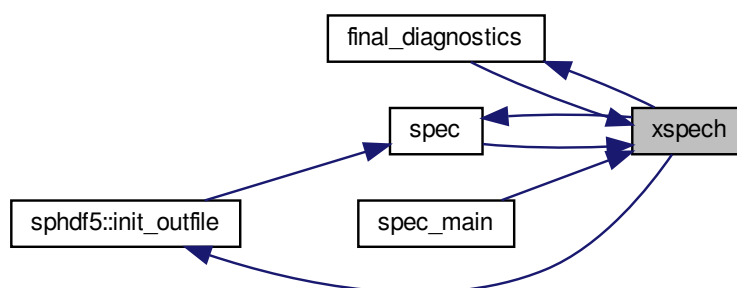 final_diagnostics
spec
xspech
sphdf5::init_outfile
spec_main